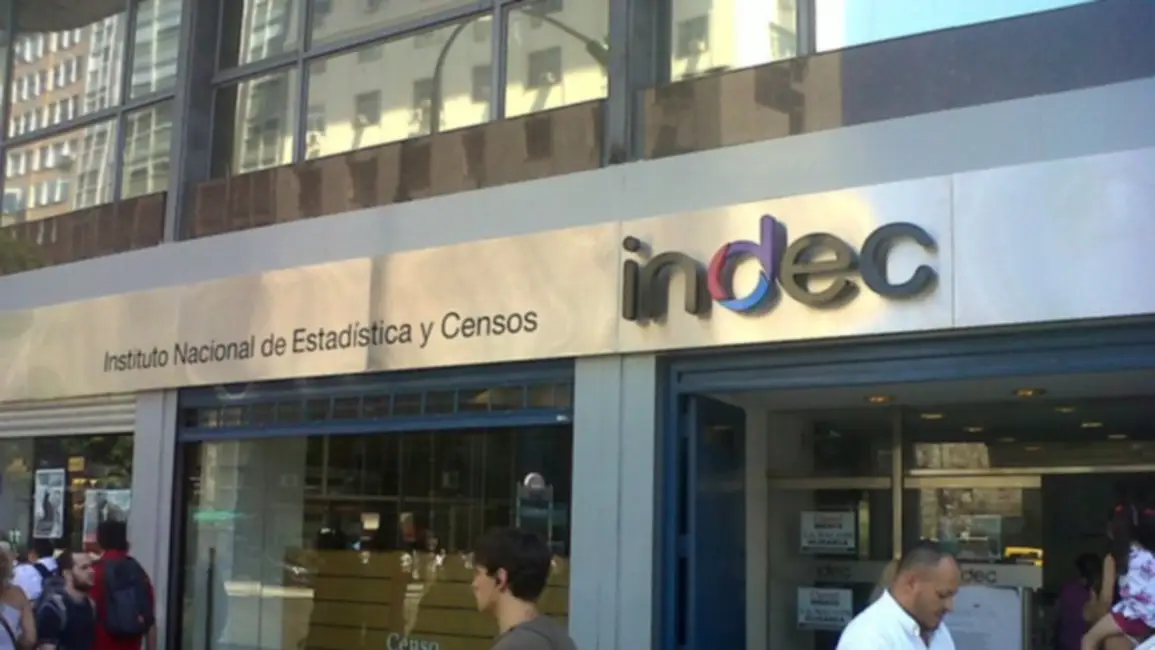 indec
Instituto Nacional de Estadística y Censos
Censo